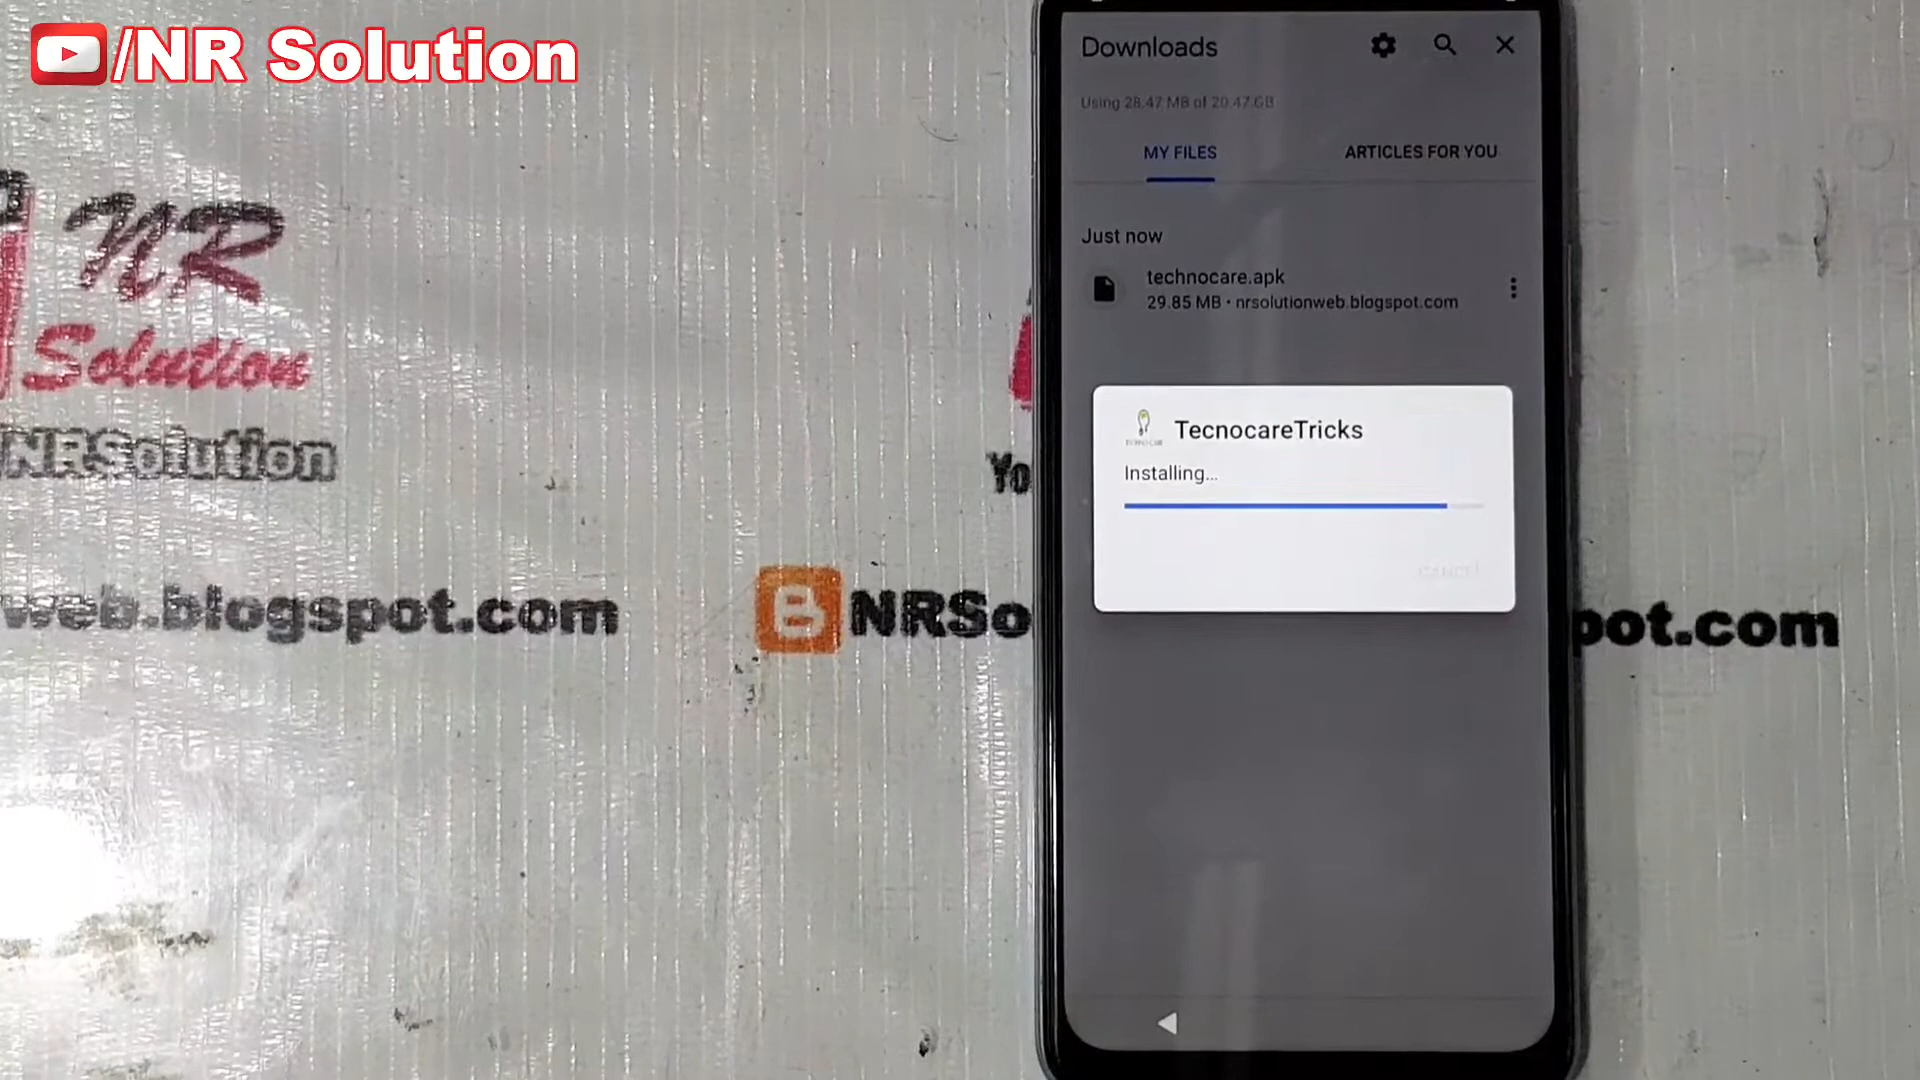 /NR Solution
NR
Solution
NRSolution
web.blogspot.com
NRSo
Yo
pot.com
Downloads
Using 28.47 MB of 20.47 GB
MY FILES
ARTICLES FOR YOU
Just now
technocare.apk
29.85 MB • nrsolutionweb.blogspot.com
TecnocareTricks
Installing...
CANCEL